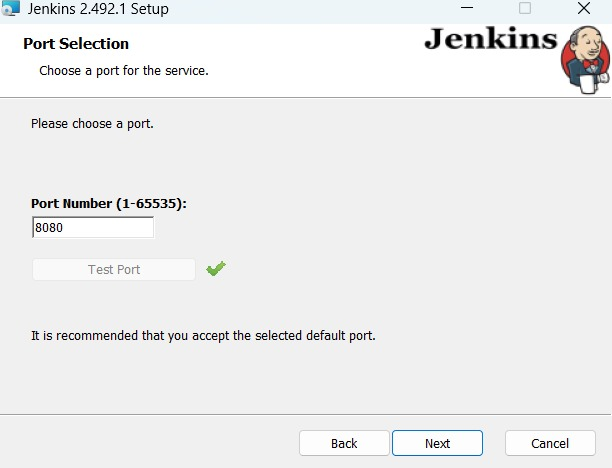 Jenkins 2.492.1 Setup
Port Selection
Choose a port for the service.
Jenkins
Please choose a port.
Port Number (1-65535):
8080
Test Port
It is recommended that you accept the selected default port.
Back
Next
Cancel